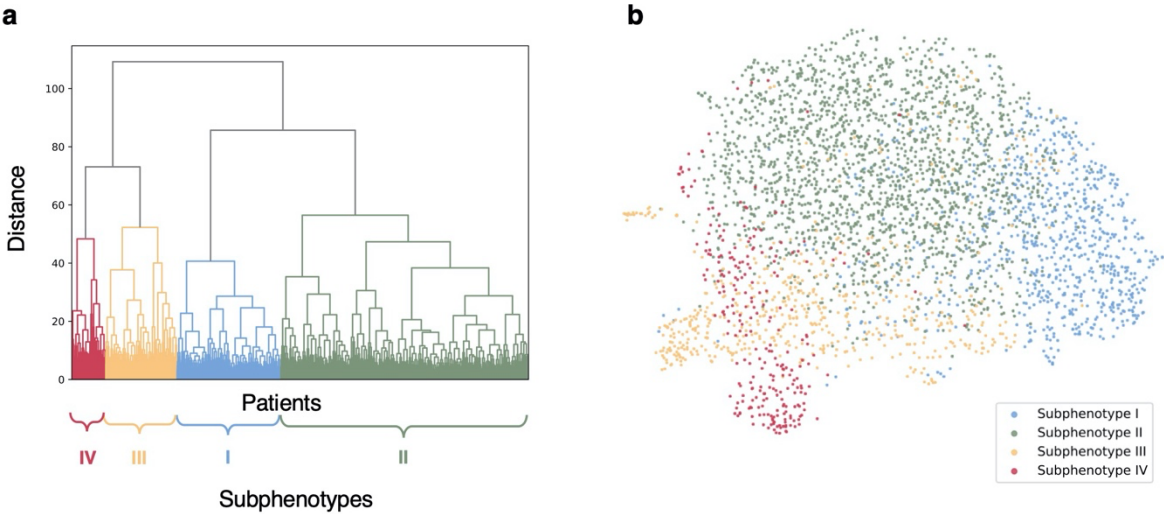 a
b
Distance
100
80
60
40
20
0
Patients
IV
III
I
II
Subphenotypes
Subphenotype I
Subphenotype II
Subphenotype III
Subphenotype IV